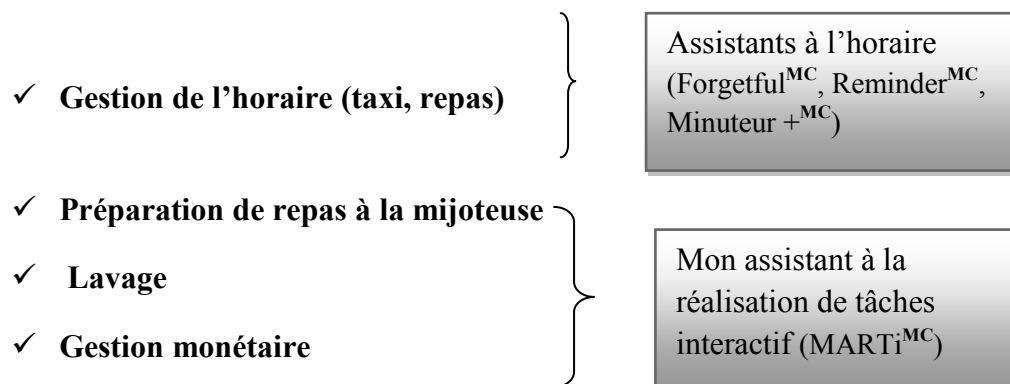 ✓ Gestion de l’horaire (taxi, repas)
Assistants à l’horaire
(Forgetful^MC, Reminder^MC,
Minuteur +^MC)
✓ Préparation de repas à la mijoteuse
✓ Lavage
✓ Gestion monétaire
Mon assistant à la
réalisation de tâches
interactif (MARTi^MC)